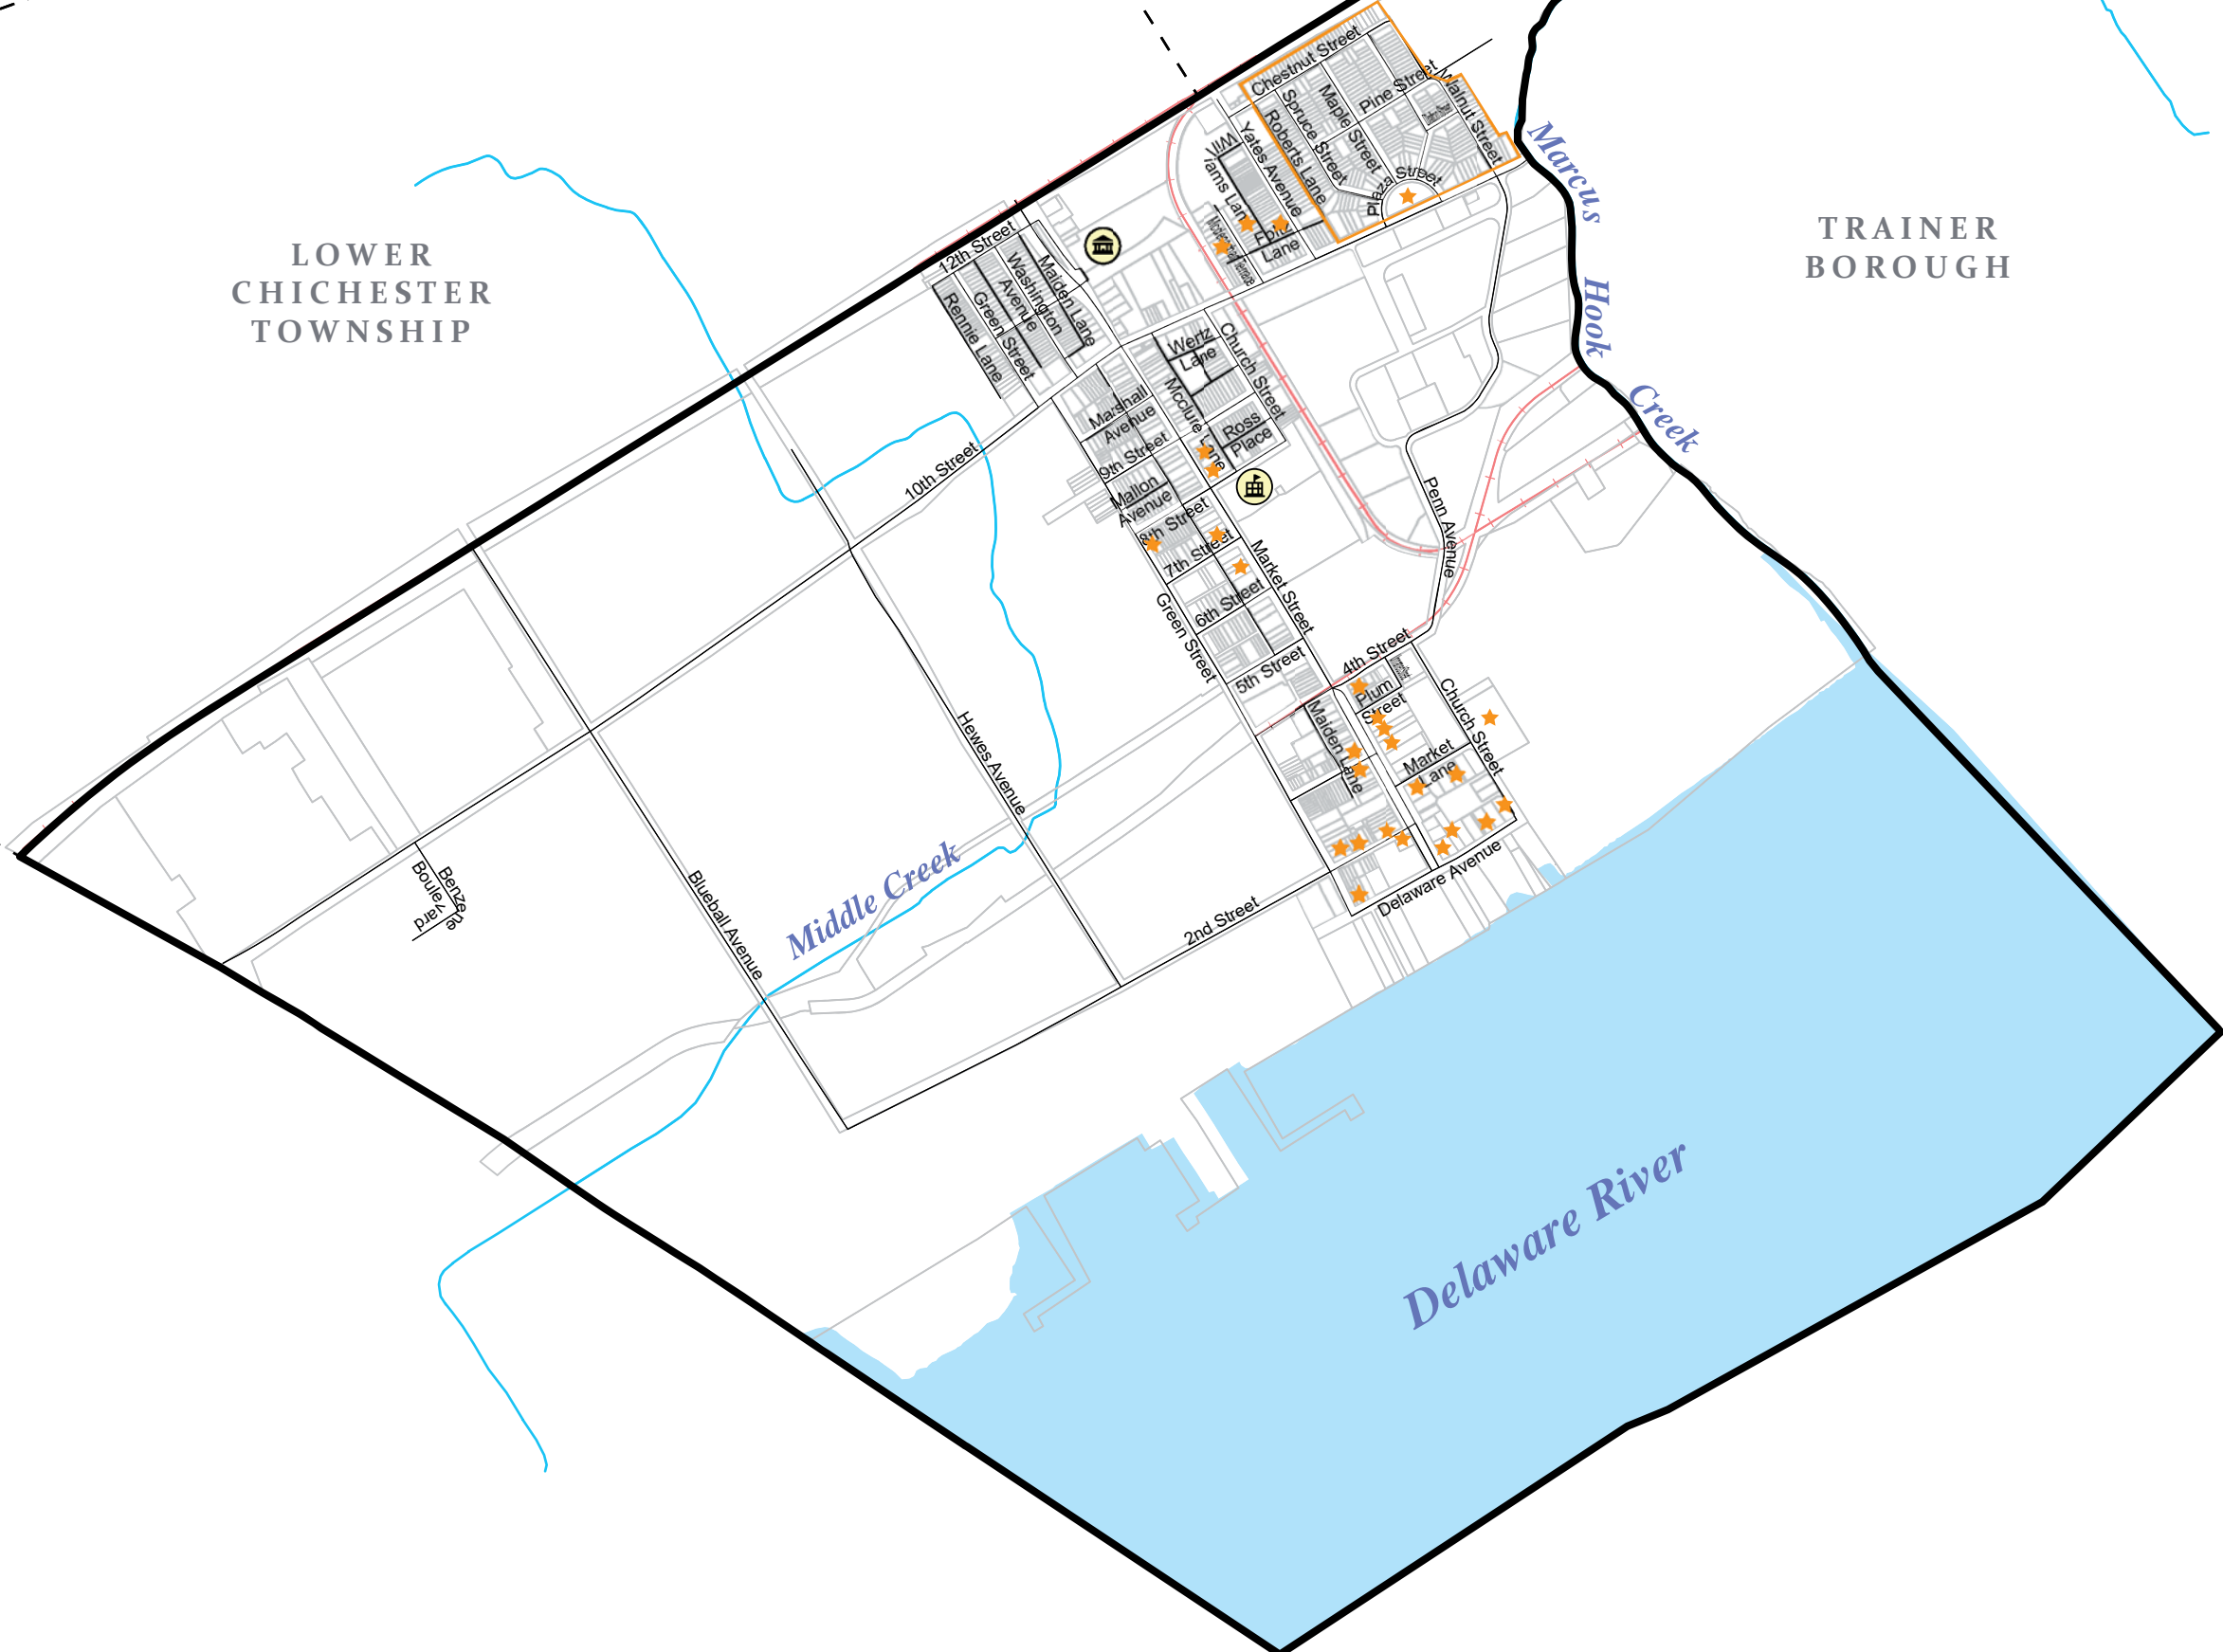 LOWER
CHICHESTER
TOWNSHIP
TRAINER
BOROUGH
Marcus
Hook
Creek
Chestnut Street
Pine Street
Walnut Street
Maple Street
Spruce Street
Roberts Lane
Yates Avenue
Williams Lane
Plaza Street
Lane
12th Street
Maiden Lane
Washington
Avenue
Green Street
Rennie Lane
Wertz
Lane
Church Street
McClure Lane
Ross
Place
Marshall
Avenue
9th Street
Mallon
Avenue
8th Street
7th Street
6th Street
5th Street
4th Street
10th Street
Market Street
Green Street
Penn Avenue
Plum
Street
Church Street
Maiden Lane
Market
Lane
Delaware Avenue
2nd Street
Hewes Avenue
Blueball Avenue
Benzene
Boulevard
Middle Creek
Delaware River